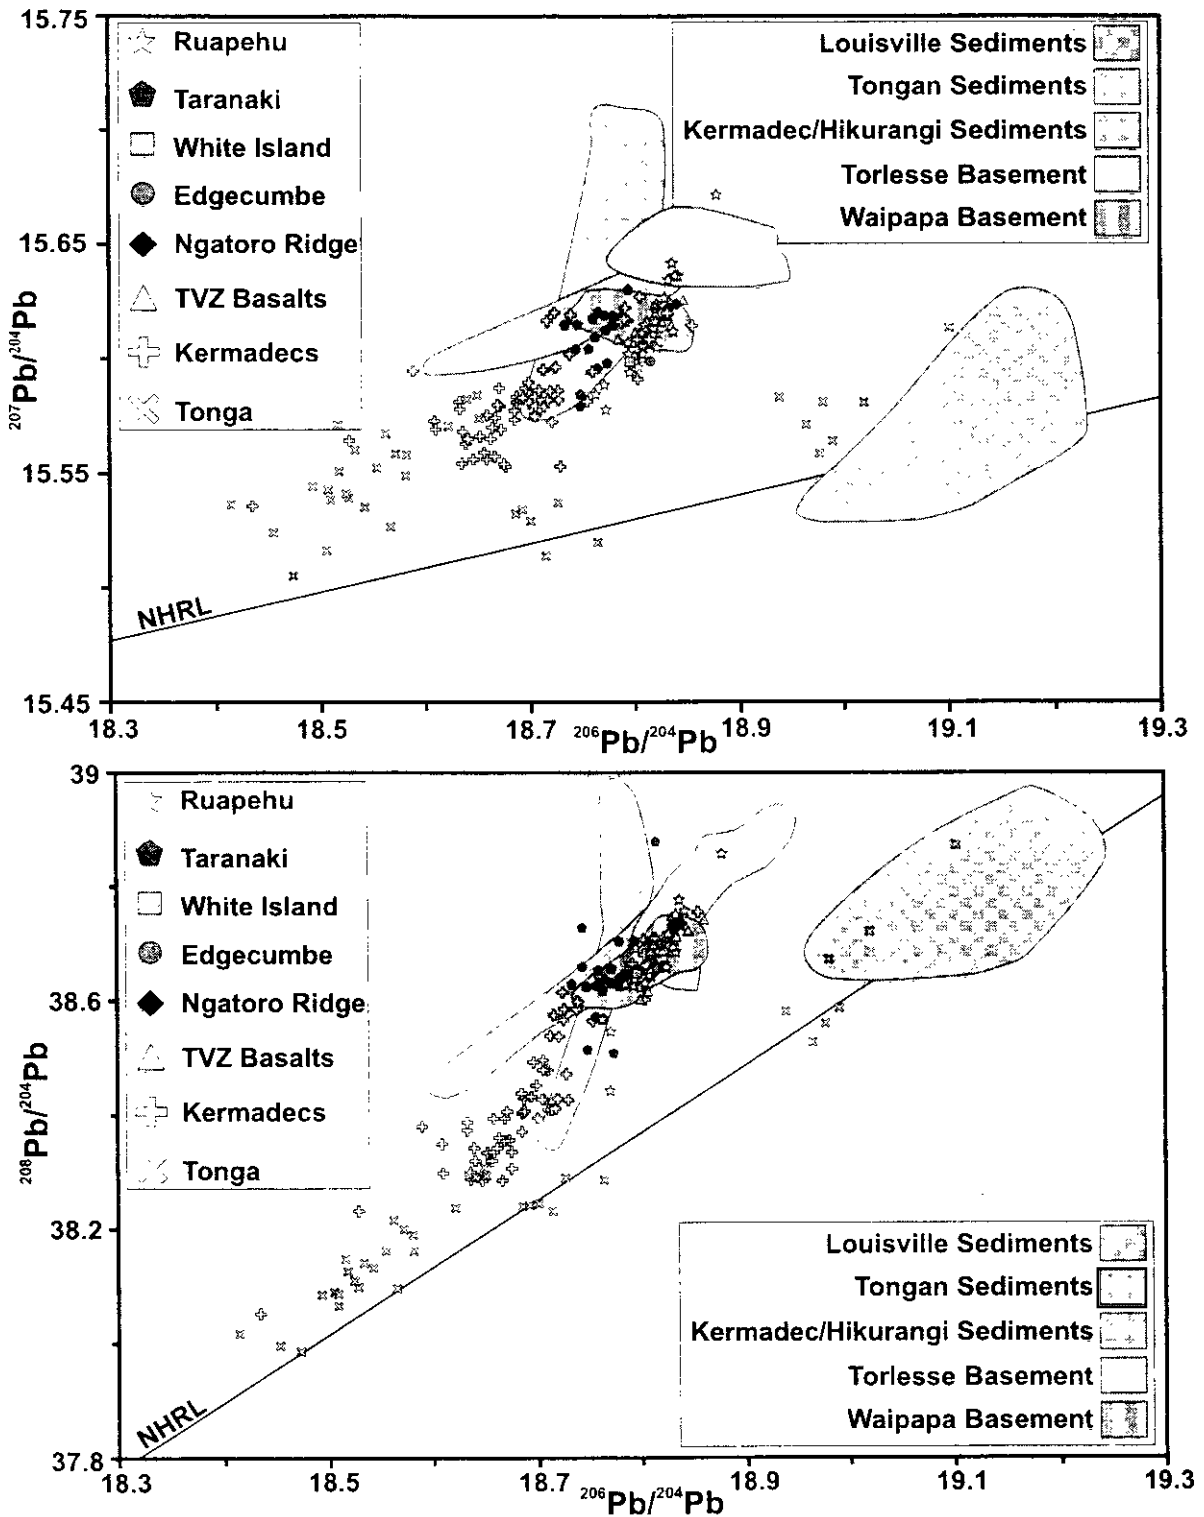 15.75
15.65
15.55
15.45
207Pb/204Pb
Ruapehu
Taranaki
White Island
Edgecumbe
Ngatoro Ridge
TVZ Basalts
Kermadecs
Tonga
Louisville Sediments
Tongan Sediments
Kermadec/Hikurangi Sediments
Torlesse Basement
Waipapa Basement
NHRL
18.3
18.5
18.7
18.9
19.1
19.3
206Pb/204Pb
39
38.6
38.2
37.8
208Pb/204Pb
Ruapehu
Taranaki
White Island
Edgecumbe
Ngatoro Ridge
TVZ Basalts
Kermadecs
Tonga
Louisville Sediments
Tongan Sediments
Kermadec/Hikurangi Sediments
Torlesse Basement
Waipapa Basement
NHRL
18.3
18.5
18.7
18.9
19.1
19.3
206Pb/204Pb